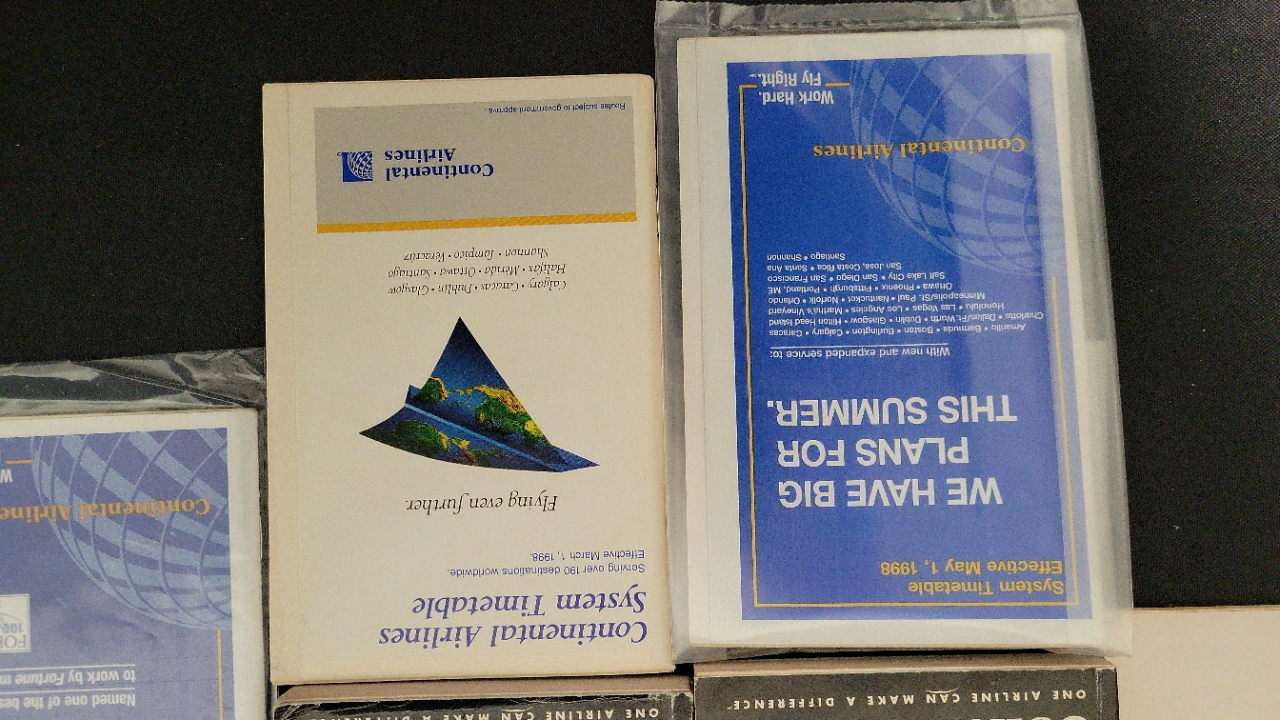 ONE AIRLINE CAN MAKE A DIFFERENCE
ONE AIRLINE CAN MAKE A DIFFERENCE
System Timetable
Effective May 1, 1998
WE HAVE BIG
PLANS FOR
THIS SUMMER.
With new and expanded service to:
Amarillo • Bermuda • Boston • Burlington • Calgary • Caracas
Charlotte • Dallas/Ft.Worth • Dublin • Glasgow • Hilton Head Island
Honolulu • Las Vegas • Los Angeles • Martha's Vineyard
Minneapolis/St. Paul • Nantucket • Norfolk • Orlando
Ottawa • Phoenix • Pittsburgh • Portland, ME
Salt Lake City • San Diego • San Francisco
San José, Costa Rica • Santa Ana
Santiago • Shannon
Continental Airlines
Work Hard.
Fly Right...
Continental Airlines
System Timetable
Serving over 190 destinations worldwide.
Effective March 1, 1998.
Flying even further.
Calgary • Caracas • Dublin • Glasgow
Halifax • Mérida • Ottawa • Santiago
Shannon • Tampico • Veracruz
Continental
Airlines
Routes subject to government approval.
Named one of the bes
to work by Fortune m
FOR
100
Continental Airline
W